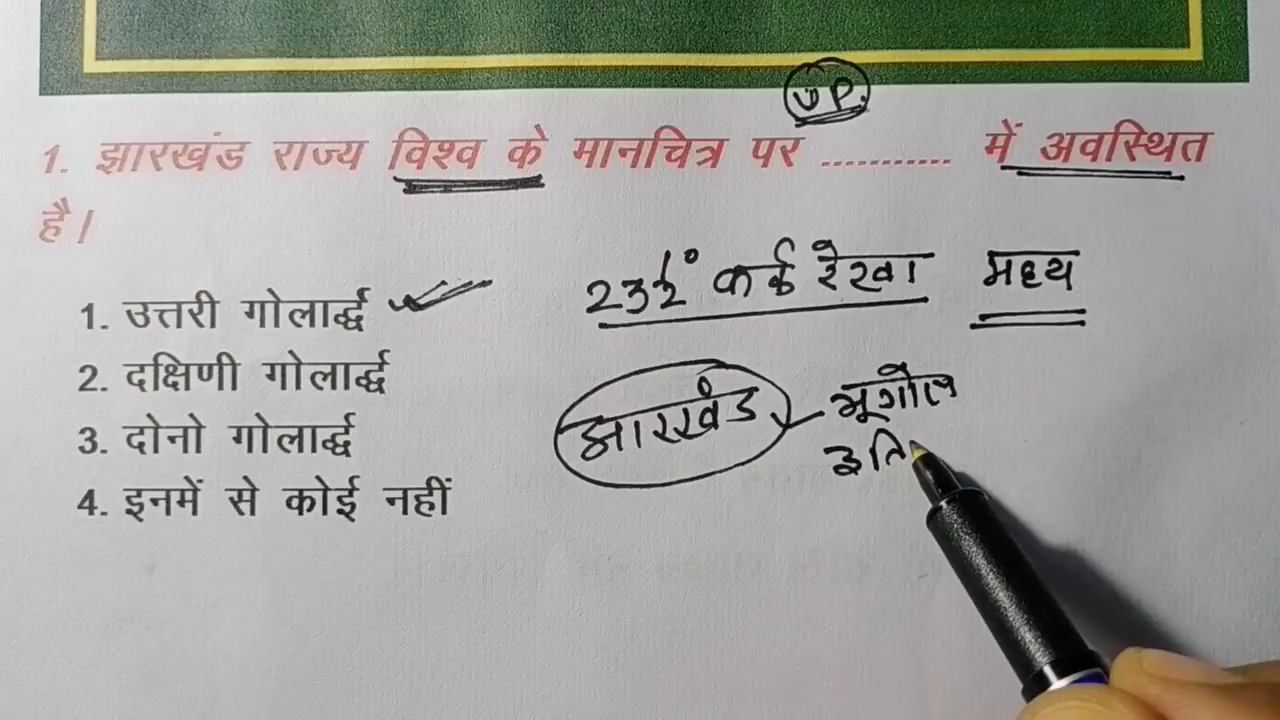 UP.
1. झारखंड राज्य विश्व के मानचित्र पर ............ में अवस्थित
है।
23½° कर्क रेखा मध्य
1. उत्तरी गोलार्द्ध
2. दक्षिणी गोलार्द्ध
3. दोनो गोलार्द्ध
4. इनमें से कोई नहीं
झारखंड
भूगोल
इति